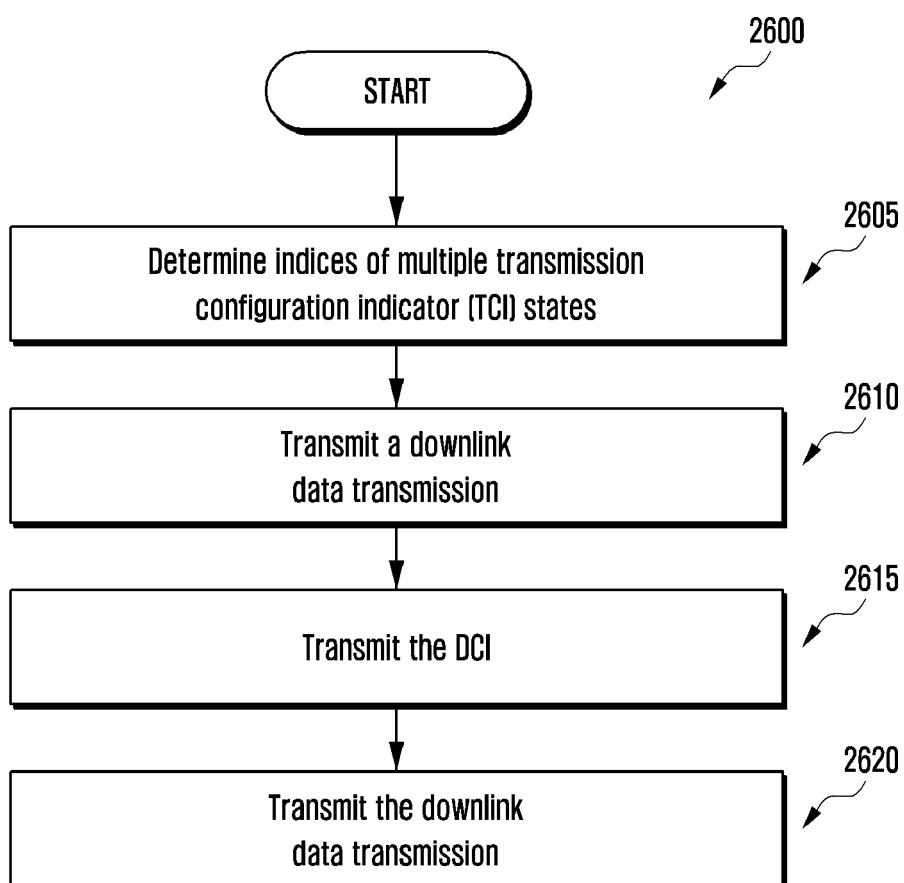 2600
START
2605
Determine indices of multiple transmission
configuration indicator (TCI) states
2610
Transmit a downlink
data transmission
2615
Transmit the DCI
2620
Transmit the downlink
data transmission